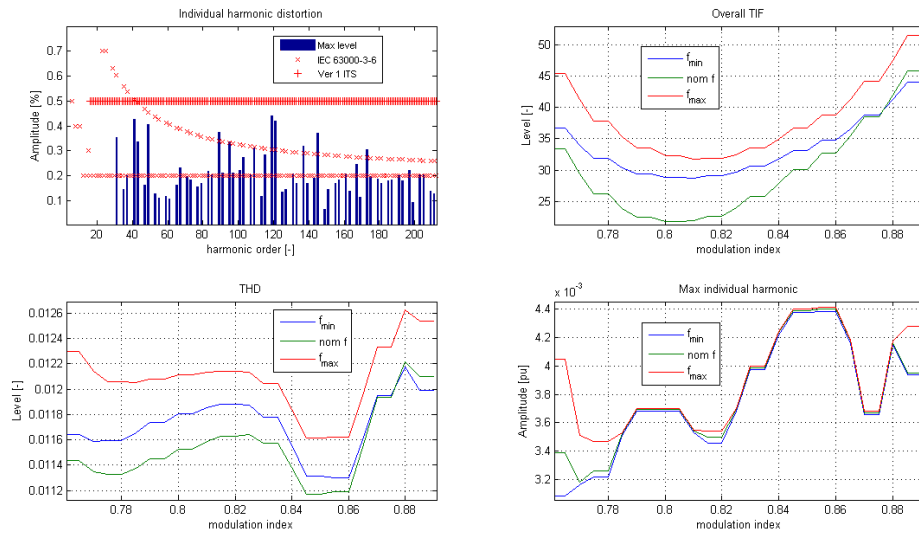 Individual harmonic distortion
Amplitude [%]
0.7
0.6
0.5
0.4
0.3
0.2
0.1
Max level
IEC 63000-3-6
Ver 1 ITS
20 40 60 80 100 120 140 160 180 200
harmonic order [-]
Overall TIF
Level [-]
50
45
40
35
30
25
f_min
nom f
f_max
0.78 0.8 0.82 0.84 0.86 0.88
modulation index
THD
Level [-]
0.0126
0.0124
0.0122
0.012
0.0118
0.0116
0.0114
0.0112
f_min
nom f
f_max
0.78 0.8 0.82 0.84 0.86 0.88
modulation index
Max individual harmonic
x 10^-3
Amplitude [pu]
4.4
4.2
4
3.8
3.6
3.4
3.2
f_min
nom f
f_max
0.78 0.8 0.82 0.84 0.86 0.88
modulation index